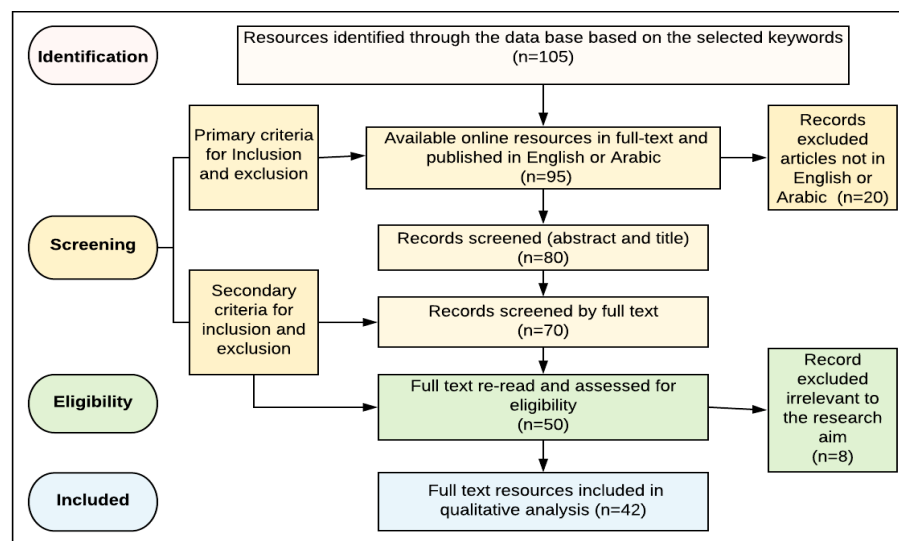 Identification
Resources identified through the data base based on the selected keywords
(n=105)
Primary criteria
for Inclusion
and exclusion
Available online resources in full-text and
published in English or Arabic
(n=95)
Records
excluded
articles not in
English or
Arabic (n=20)
Screening
Records screened (abstract and title)
(n=80)
Secondary
criteria for
inclusion and
exclusion
Records screened by full text
(n=70)
Eligibility
Full text re-read and assessed for
eligibility
(n=50)
Record
excluded
irrelevant to
the research
aim
(n=8)
Included
Full text resources included in
qualitative analysis (n=42)